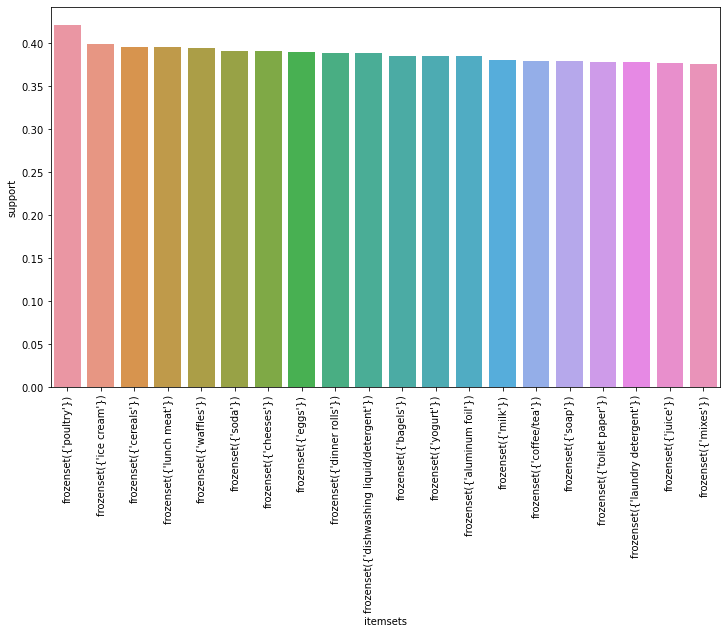 support
0.40
0.35
0.30
0.25
0.20
0.15
0.10
0.05
0.00
frozenset({'poultry'})
frozenset({'ice cream'})
frozenset({'cereals'})
frozenset({'lunch meat'})
frozenset({'waffles'})
frozenset({'soda'})
frozenset({'cheeses'})
frozenset({'eggs'})
frozenset({'dinner rolls'})
frozenset({'dishwashing liquid/detergent'})
frozenset({'bagels'})
frozenset({'yogurt'})
frozenset({'aluminum foil'})
frozenset({'milk'})
frozenset({'coffee/tea'})
frozenset({'soap'})
frozenset({'toilet paper'})
frozenset({'laundry detergent'})
frozenset({'juice'})
frozenset({'mixes'})
itemsets